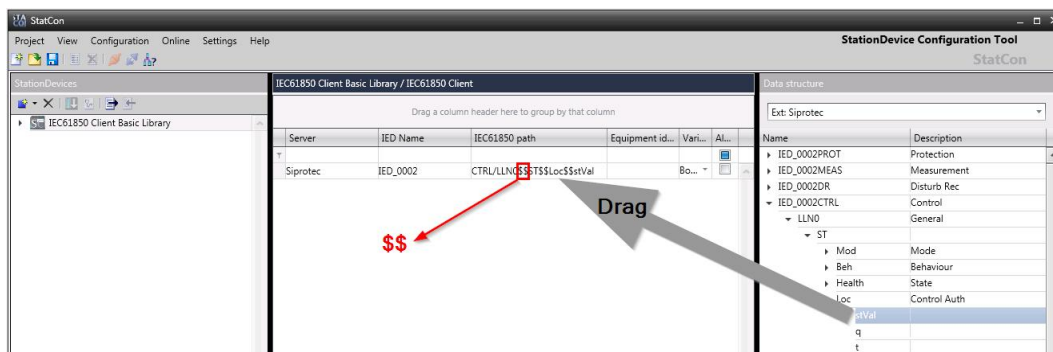 StatCon
Project View Configuration Online Settings Help
StationDevice Configuration Tool
StatCon
StationDevices
IEC61850 Client Basic Library / IEC61850 Client
Data structure
Drag a column header here to group by that column
Ext: Siprotec
IEC61850 Client Basic Library
Server IED Name IEC61850 path Equipment id... Vari... Al...
Name Description
Siprotec IED_0002 CTRL/LLN0$$ST$$Loc$$stVal Bo...
IED_0002PROT Protection
IED_0002MEAS Measurement
IED_0002DR Disturb Rec
IED_0002CTRL Control
LLN0 General
ST
Mod Mode
Beh Behaviour
Health State
Loc Control Auth
stVal
q
t
Drag
$$